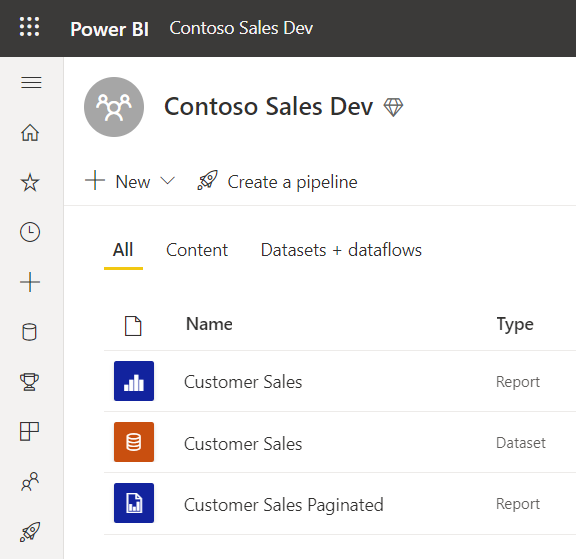 Power BI Contoso Sales Dev
Contoso Sales Dev
New Create a pipeline
All Content Datasets + dataflows
Name Type
Customer Sales Report
Customer Sales Dataset
Customer Sales Paginated Report